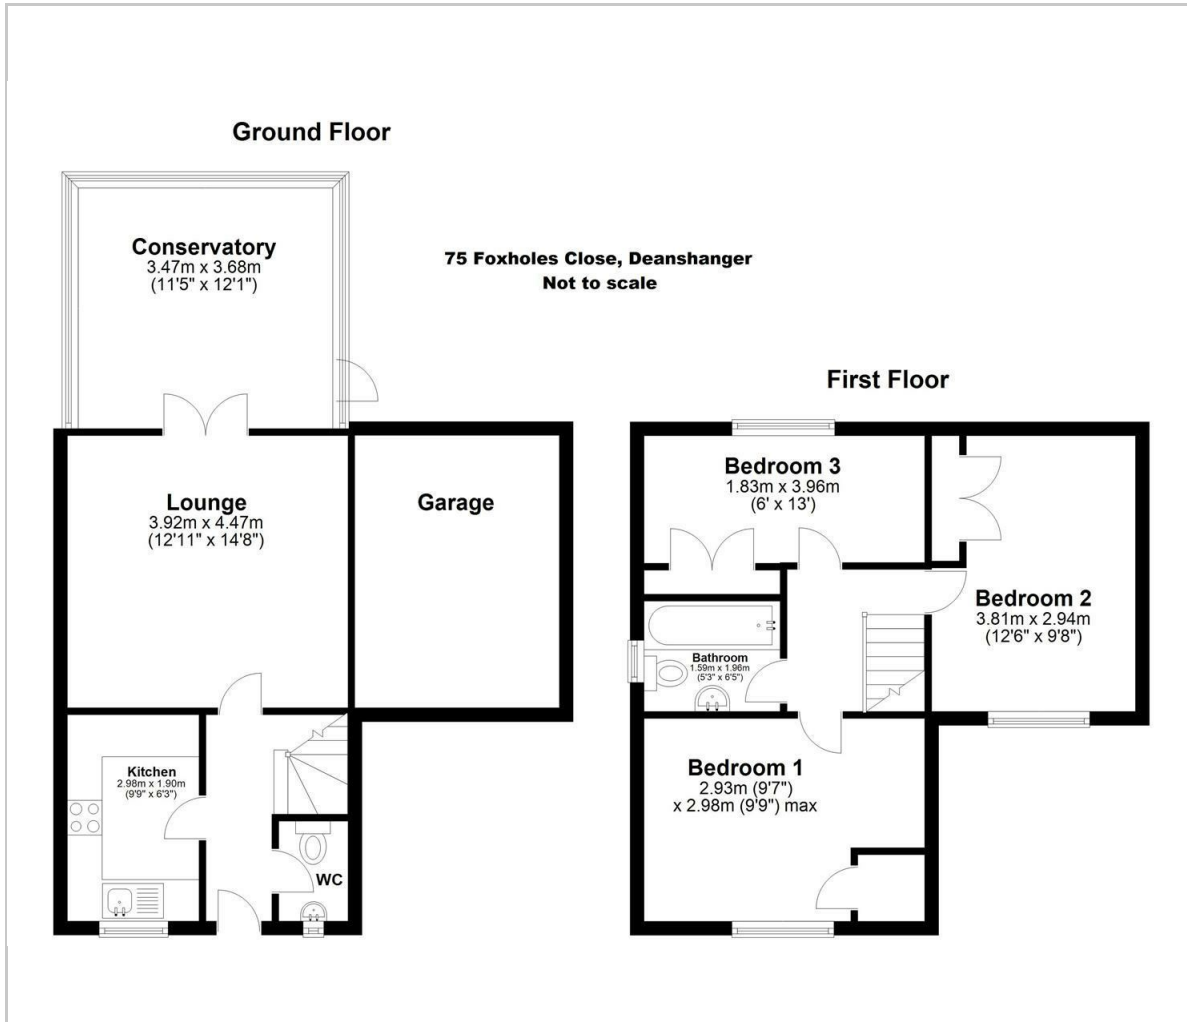 Ground Floor
Conservatory
3.47m x 3.68m
(11'5" x 12'1")
75 Foxholes Close, Deanshanger
Not to scale
Lounge
3.92m x 4.47m
(12'11" x 14'8")
Garage
Kitchen
2.98m x 1.90m
(9'9" x 6'3")
WC
First Floor
Bedroom 3
1.83m x 3.96m
(6' x 13')
Bedroom 2
3.81m x 2.94m
(12'6" x 9'8")
Bathroom
1.59m x 1.96m
(5'3" x 6'5")
Bedroom 1
2.93m (9'7")
x 2.98m (9'9") max